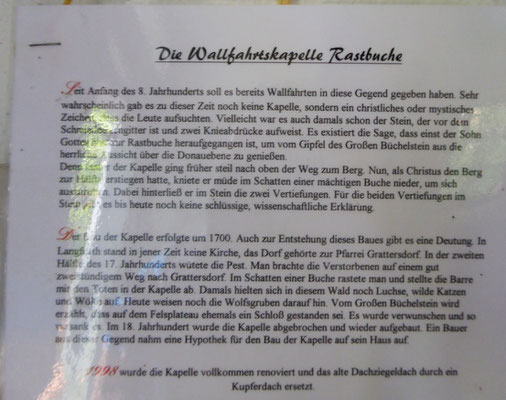 Die Wallfahrtskapelle Rastbuche
Seit Anfang des 8. Jahrhunderts soll es bereits Wallfahrten in diese Gegend gegeben haben. Sehr
wahrscheinlich gab es zu dieser Zeit noch keine Kapelle, sondern ein christliches oder mystisches
Zeichen, das die Leute aufsuchten. Vielleicht war es auch damals schon der Stein, der vor dem
Schmiedeeisengitter ist und zwei Knieabdrücke aufweist. Es existiert die Sage, dass einst der Sohn
Gottes bis zur Rastbuche heraufgegangen ist, um vom Gipfel des Großen Büchelstein aus die
herrliche Aussicht über die Donauebene zu genießen.
Denn hinter der Kapelle ging früher steil nach oben der Weg zum Berg. Nun, als Christus den Berg
zur Hälfte erstiegen hatte, kniete er müde im Schatten einer mächtigen Buche nieder, um sich
auszuruhen. Dabei hinterließ er im Stein die zwei Vertiefungen. Für die beiden Vertiefungen im
Stein gibt es bis heute noch keine schlüssige, wissenschaftliche Erklärung.
Der Bau der Kapelle erfolgte um 1700. Auch zur Entstehung dieses Baues gibt es eine Deutung. In
Langfurth stand in jener Zeit keine Kirche, das Dorf gehörte zur Pfarrei Grattersdorf. In der zweiten
Hälfte des 17. Jahrhunderts wütete die Pest. Man brachte die Verstorbenen auf einem gut
zweistündigem Weg nach Grattersdorf. Im Schatten einer Buche rastete man und stellte die Barre
mit den Toten in der Kapelle ab. Damals hielten sich in diesem Wald noch Luchse, wilde Katzen
und Wölfe auf. Heute weisen noch die Wolfsgruben darauf hin. Vom Großen Büchelstein wird
erzählt, dass auf dem Felsplateau ehemals ein Schloß gestanden sei. Es wurde verwunschen und so
versank es. Im 18. Jahrhundert wurde die Kapelle abgebrochen und wieder aufgebaut. Ein Bauer
aus dieser Gegend nahm eine Hypothek für den Bau der Kapelle auf sein Haus auf.
1998 wurde die Kapelle vollkommen renoviert und das alte Dachziegeldach durch ein
Kupferdach ersetzt.